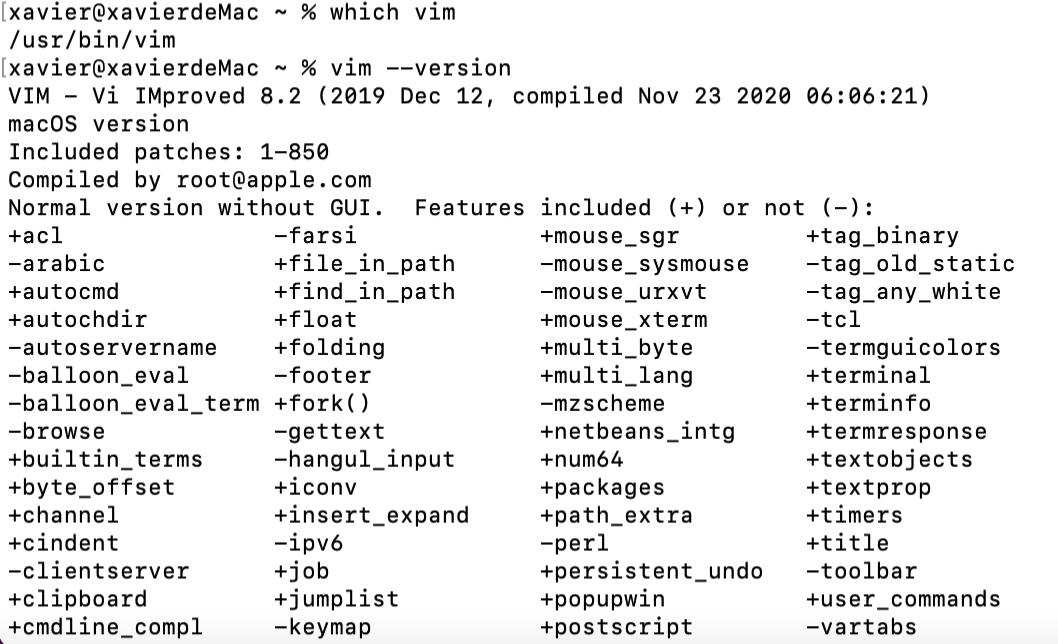 [xavier@xavierdeMac ~ % which vim
/usr/bin/vim
[xavier@xavierdeMac ~ % vim --version
VIM - Vi IMproved 8.2 (2019 Dec 12, compiled Nov 23 2020 06:06:21)
macOS version
Included patches: 1-850
Compiled by root@apple.com
Normal version without GUI.  Features included (+) or not (-):
+acl               -farsi             +mouse_sgr         +tag_binary
-arabic            +file_in_path      -mouse_sysmouse    -tag_old_static
+autocmd           +find_in_path      -mouse_urxvt       -tag_any_white
+autochdir         +float             +mouse_xterm       -tcl
-autoservername    +folding           +multi_byte        -termguicolors
-balloon_eval      -footer            +multi_lang        +terminal
-balloon_eval_term +fork()            -mzscheme          +terminfo
-browse            -gettext           +netbeans_intg     +termresponse
+builtin_terms     -hangul_input      +num64             +textobjects
+byte_offset       +iconv             +packages          +textprop
+channel           +insert_expand     +path_extra        +timers
+cindent           -ipv6              -perl              +title
-clientserver      +job               +persistent_undo   -toolbar
+clipboard         +jumplist          +popupwin          +user_commands
+cmdline_compl     -keymap            +postscript        -vartabs